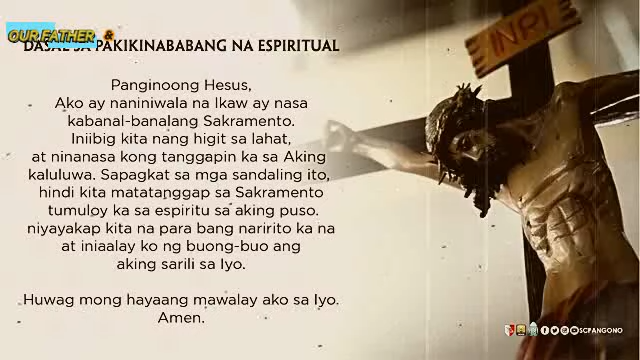 OUR FATHER &
DASAL SA PAKIKINABABANG NA ESPIRITUAL
Panginoong Hesus,
Ako ay naniniwala na Ikaw ay nasa
kabanal-banalang Sakramento.
Iniibig kita nang higit sa lahat,
at ninanasa kong tanggapin ka sa Aking
kaluluwa. Sapagkat sa mga sandaling ito,
hindi kita matatanggap sa Sakramento
tumuloy ka sa espiritu sa aking puso.
niyayakap kita na para bang naririto ka na
at iniaalay ko ng buong-buo ang
aking sarili sa Iyo.
Huwag mong hayaang mawalay ako sa Iyo.
Amen.
INRI
SCPANGONO